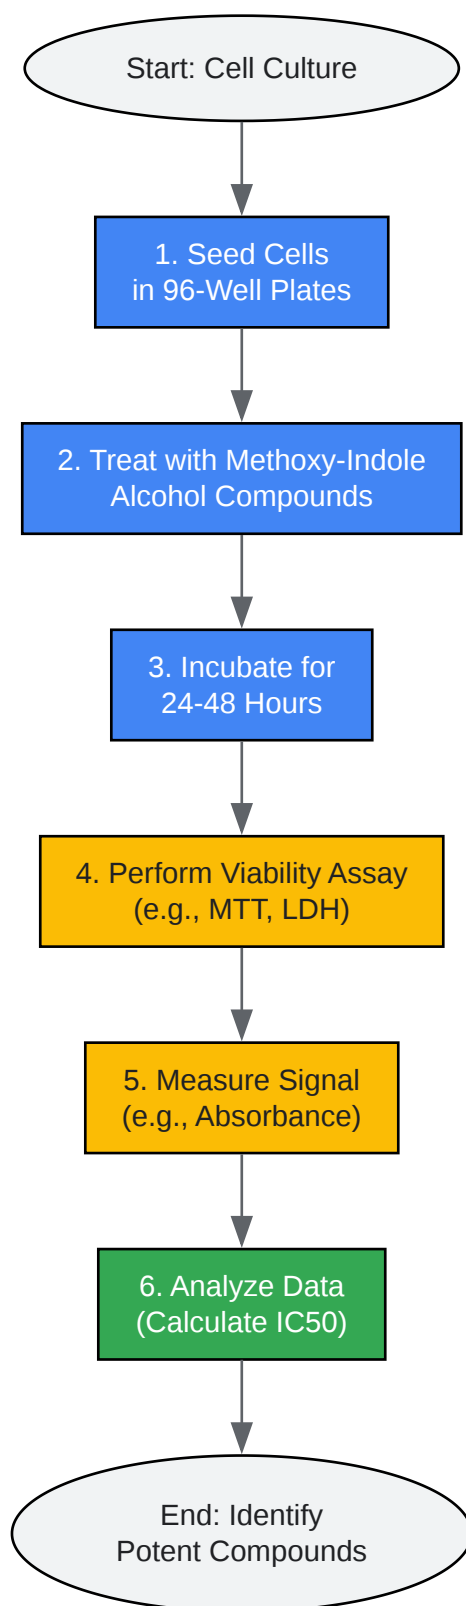 Start: Cell Culture
1. Seed Cells
in 96-Well Plates
2. Treat with Methoxy-Indole
Alcohol Compounds
3. Incubate for
24-48 Hours
4. Perform Viability Assay
(e.g., MTT, LDH)
5. Measure Signal
(e.g., Absorbance)
6. Analyze Data
(Calculate IC50)
End: Identify
Potent Compounds